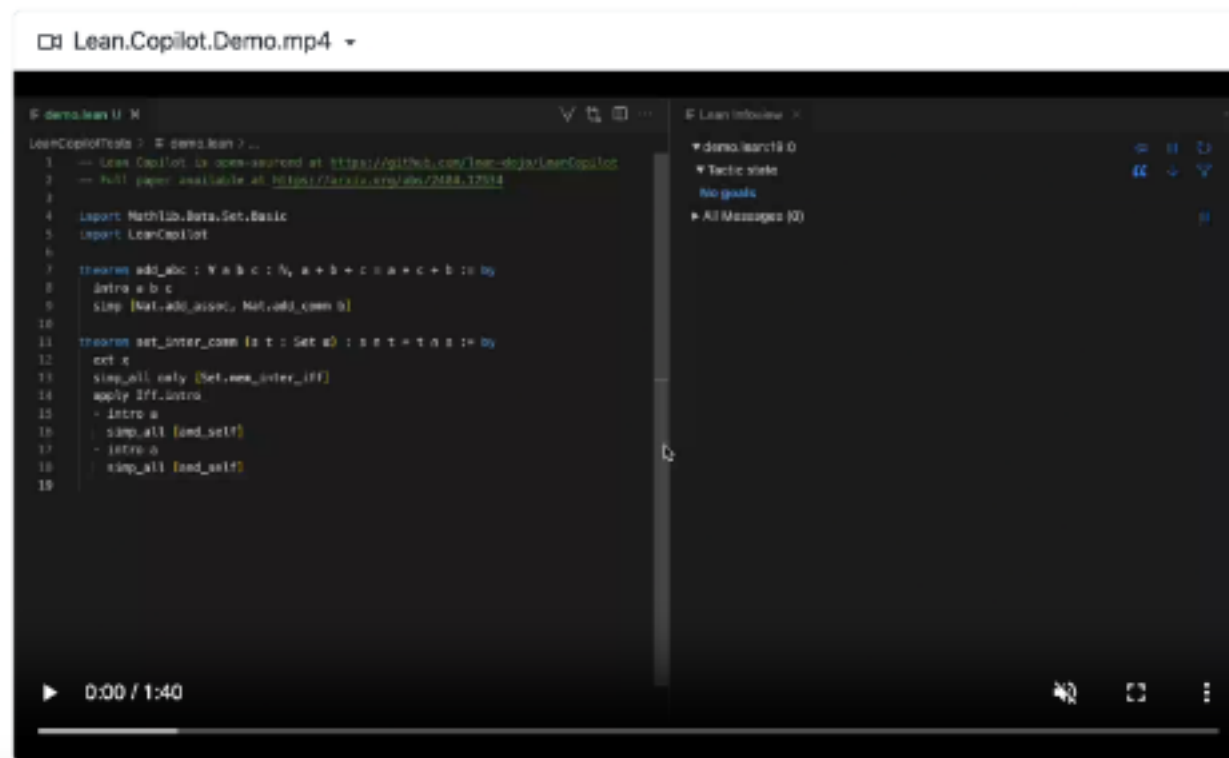 Lean.Copilot.Demo.mp4
demo.lean U
LeanCopilotTests > demo.lean > ...
1 -- Lean Copilot is open-sourced at https://github.com/lean-dojo/LeanCopilot
2 -- Full paper available at https://arxiv.org/abs/2404.12534
3
4 import Mathlib.Data.Set.Basic
5 import LeanCopilot
6
7 theorem add_abc : ∀ a b c : ℕ, a + b + c = a + c + b := by
8 intro a b c
9 simp [Nat.add_assoc, Nat.add_comm b]
10
11 theorem set_inter_comm (s t : Set α) : s ∩ t = t ∩ s := by
12 ext x
13 simp_all only [Set.mem_inter_iff]
14 apply Iff.intro
15 · intro a
16 simp_all [and_self]
17 · intro a
18 simp_all [and_self]
19
Lean Infoview
demo.lean:19:0
Tactic state
No goals
All Messages (0)
0:00 / 1:40